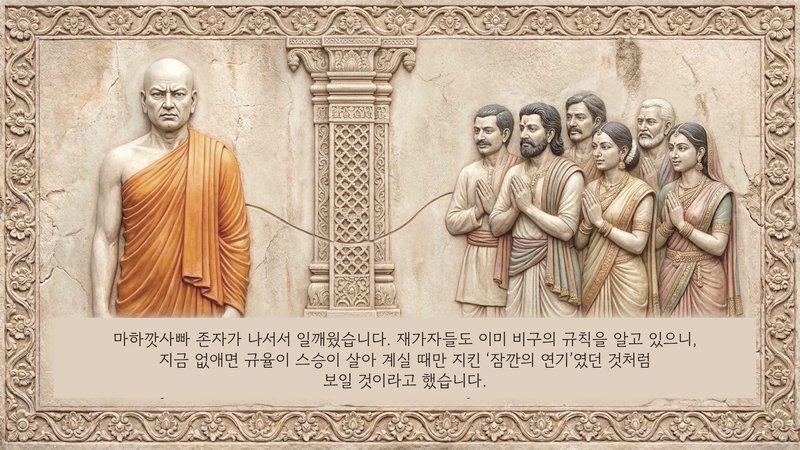 마하깟사빠 존자가 나서서 일깨웠습니다. 재가자들도 이미 비구의 규칙을 알고 있으니,
지금 없애면 규율이 스승이 살아 계실 때만 지킨 ‘잠깐의 연기’였던 것처럼
보일 것이라고 했습니다.